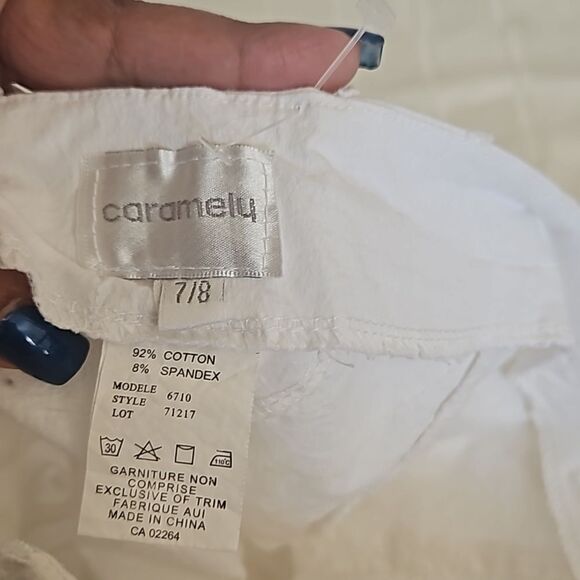 caramely
7/8
92% COTTON
8% SPANDEX
MODELE 6710
STYLE
LOT 71217
30 110°C
GARNITURE NON
COMPRISE
EXCLUSIVE OF TRIM
FABRIQUE AUI
MADE IN CHINA
CA 02264